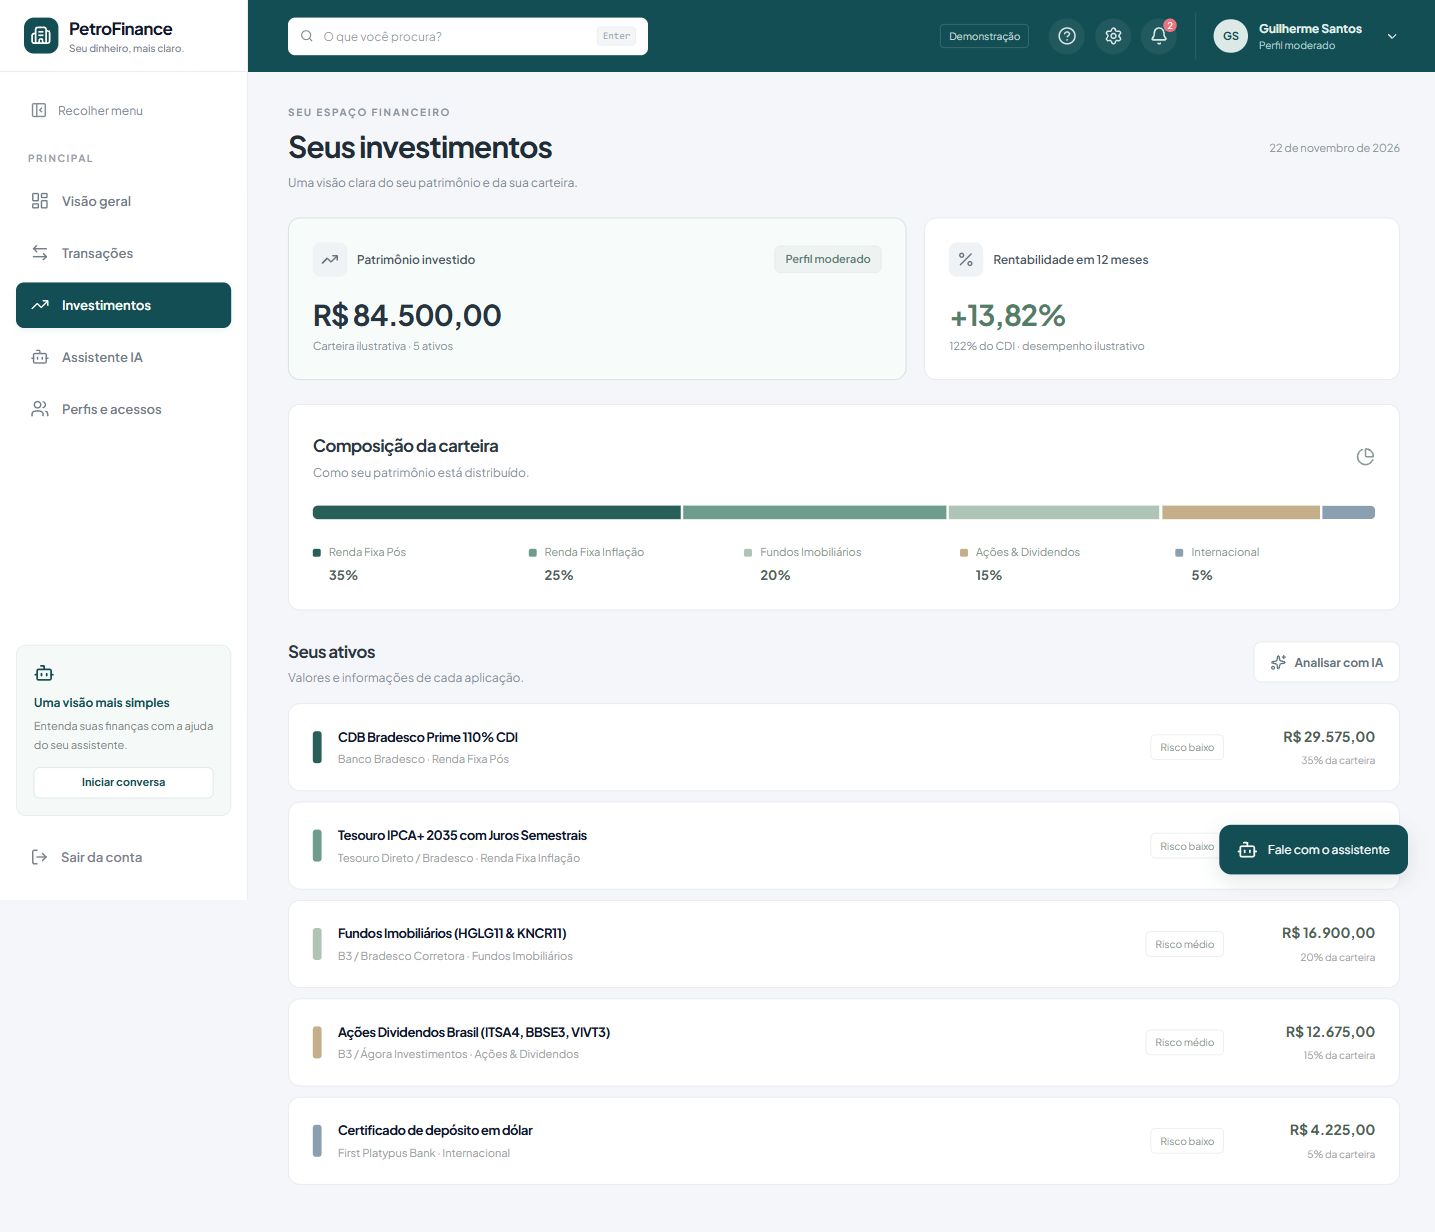 PetroFinance
Seu dinheiro, mais claro.
O que você procura?
Enter
Demonstração
2
GS
Guilherme Santos
Perfil moderado
Recolher menu
PRINCIPAL
Visão geral
Transações
Investimentos
Assistente IA
Perfis e acessos
Uma visão mais simples
Entenda suas finanças com a ajuda
do seu assistente.
Iniciar conversa
Sair da conta
SEU ESPAÇO FINANCEIRO
Seus investimentos
22 de novembro de 2026
Uma visão clara do seu patrimônio e da sua carteira.
Patrimônio investido
Perfil moderado
R$ 84.500,00
Carteira ilustrativa · 5 ativos
Rentabilidade em 12 meses
+13,82%
122% do CDI · desempenho ilustrativo
Composição da carteira
Como seu patrimônio está distribuído.
Renda Fixa Pós
35%
Renda Fixa Inflação
25%
Fundos Imobiliários
20%
Ações & Dividendos
15%
Internacional
5%
Seus ativos
Valores e informações de cada aplicação.
Analisar com IA
CDB Bradesco Prime 110% CDI
Banco Bradesco · Renda Fixa Pós
Risco baixo
R$ 29.575,00
35% da carteira
Tesouro IPCA+ 2035 com Juros Semestrais
Tesouro Direto / Bradesco · Renda Fixa Inflação
Risco baixo
Fale com o assistente
Fundos Imobiliários (HGLG11 & KNCR11)
B3 / Bradesco Corretora · Fundos Imobiliários
Risco médio
R$ 16.900,00
20% da carteira
Ações Dividendos Brasil (ITSA4, BBSE3, VIVT3)
B3 / Ágora Investimentos · Ações & Dividendos
Risco médio
R$ 12.675,00
15% da carteira
Certificado de depósito em dólar
First Platypus Bank · Internacional
Risco baixo
R$ 4.225,00
5% da carteira